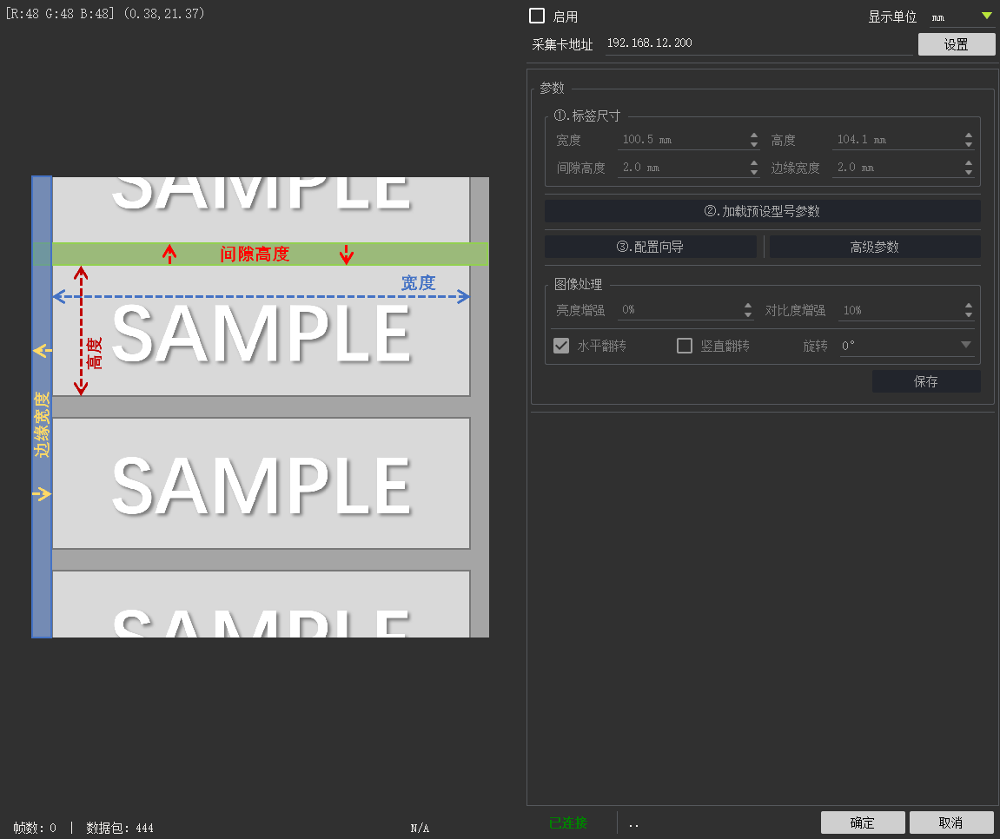 [R:48 G:48 B:48] (0.38,21.37)
SAMPLE
间隙高度
宽度
SAMPLE
高度
边缘宽度
SAMPLE
SAMPLE
帧数: 0 | 数据包: 444
N/A
启用
显示单位 mm
采集卡地址 192.168.12.200 设置
参数
①.标签尺寸
宽度 100.5 mm 高度 104.1 mm
间隙高度 2.0 mm 边缘宽度 2.0 mm
②.加载预设型号参数
③.配置向导 高级参数
图像处理
亮度增强 0% 对比度增强 10%
水平翻转 竖直翻转 旋转 0°
保存
已连接 ..
确定 取消